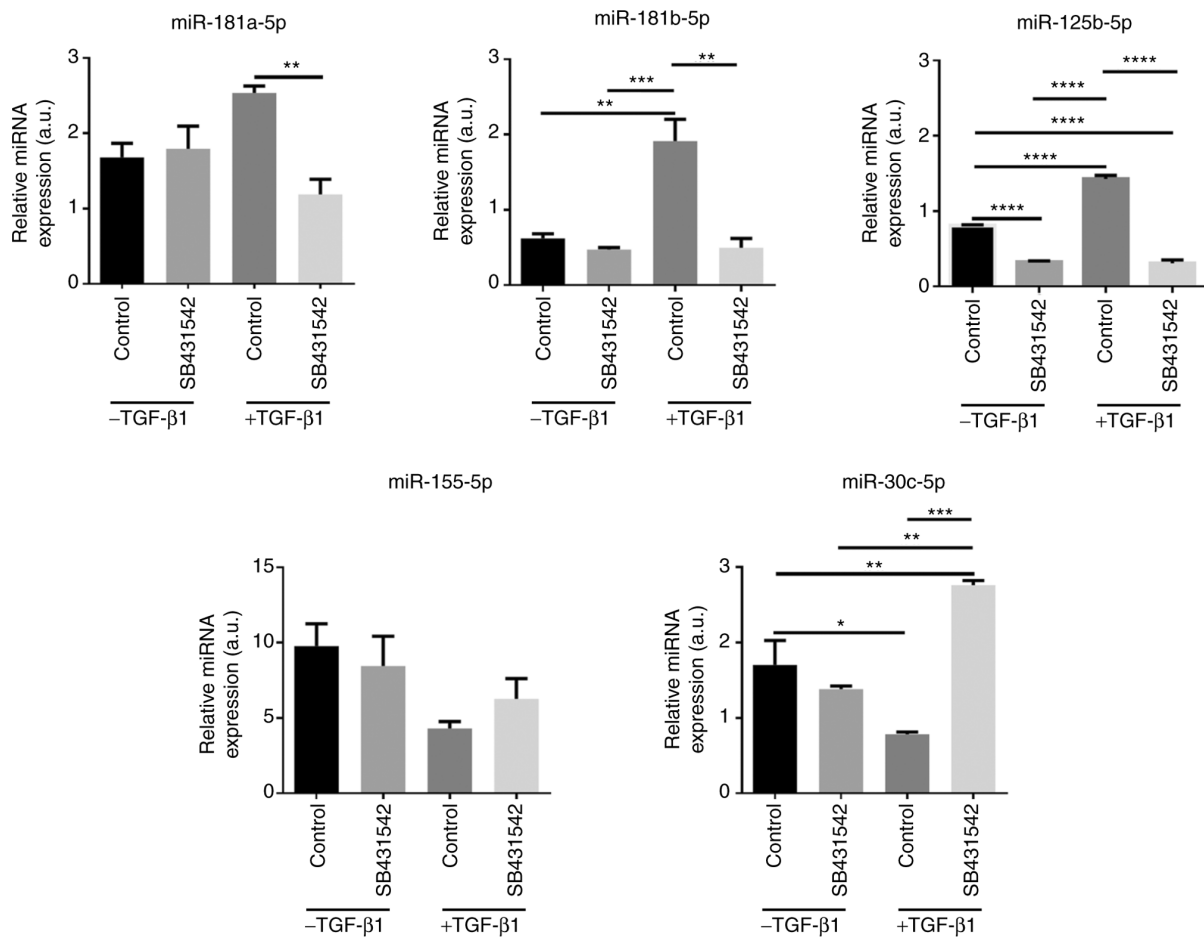 miR-181a-5p
Relative miRNA
expression (a.u.)
3
2
1
0
**
Control
SB431542
Control
SB431542
–TGF-β1
+TGF-β1
miR-181b-5p
Relative miRNA
expression (a.u.)
3
2
1
0
**
***
**
Control
SB431542
Control
SB431542
–TGF-β1
+TGF-β1
miR-125b-5p
Relative miRNA
expression (a.u.)
3
2
1
0
****
****
****
****
****
Control
SB431542
Control
SB431542
–TGF-β1
+TGF-β1
miR-155-5p
Relative miRNA
expression (a.u.)
15
10
5
0
Control
SB431542
Control
SB431542
–TGF-β1
+TGF-β1
miR-30c-5p
Relative miRNA
expression (a.u.)
3
2
1
0
***
**
**
*
Control
SB431542
Control
SB431542
–TGF-β1
+TGF-β1